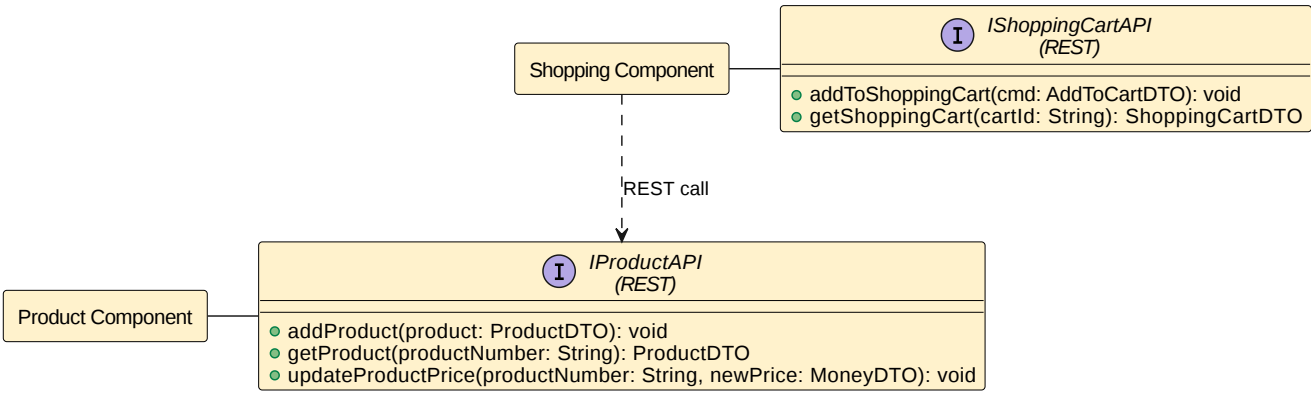 IShoppingCartAPI
(REST)
Shopping Component
addToShoppingCart(cmd: AddToCartDTO): void
getShoppingCart(cartId: String): ShoppingCartDTO
REST call
IProductAPI
(REST)
Product Component
addProduct(product: ProductDTO): void
getProduct(productNumber: String): ProductDTO
updateProductPrice(productNumber: String, newPrice: MoneyDTO): void